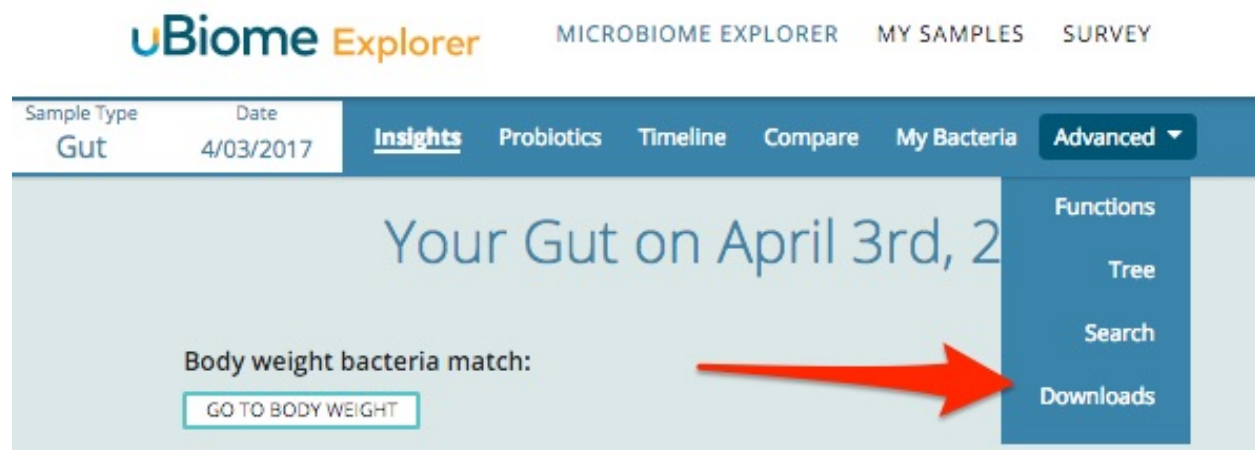 uBiome Explorer MICROBIOME EXPLORER MY SAMPLES SURVEY
Sample Type Date
Gut 4/03/2017 Insights Probiotics Timeline Compare My Bacteria Advanced
Functions
Your Gut on April 3rd, 2
Tree
Search
Body weight bacteria match:
Downloads
GO TO BODY WEIGHT